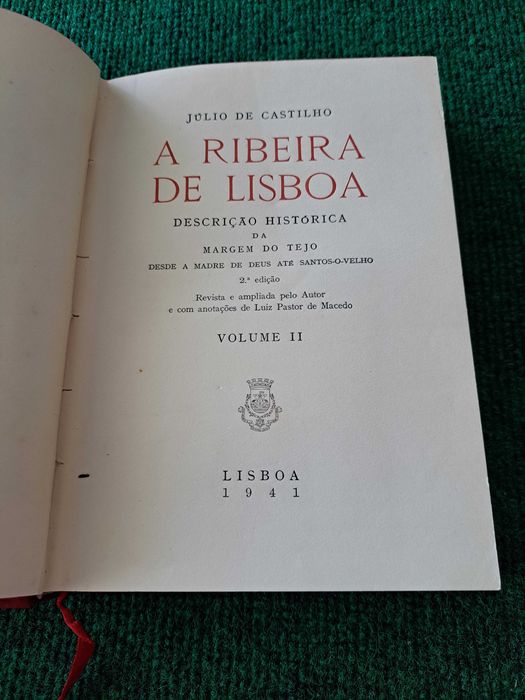 JÚLIO DE CASTILHO
A RIBEIRA
DE LISBOA
DESCRIÇÃO HISTÓRICA
DA
MARGEM DO TEJO
DESDE A MADRE DE DEUS ATÉ SANTOS-O-VELHO
2.ª edição
Revista e ampliada pelo Autor
e com anotações de Luiz Pastor de Macedo
VOLUME II
LISBOA
1941